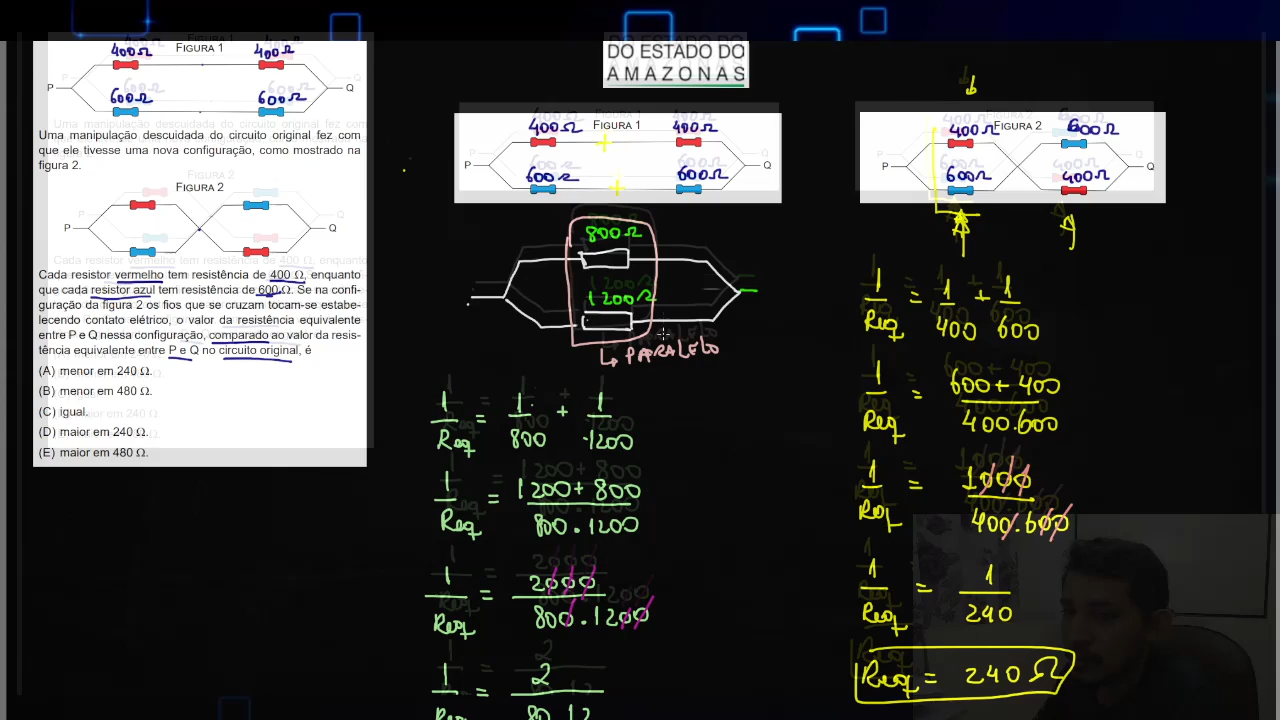 FIGURA 1
400Ω 400Ω
P Q
600Ω 600Ω
Uma manipulação descuidada do circuito original fez com
que ele tivesse uma nova configuração, como mostrado na
figura 2.
FIGURA 2
P Q
Cada resistor vermelho tem resistência de 400 Ω, enquanto
que cada resistor azul tem resistência de 600 Ω. Se na confi-
guração da figura 2 os fios que se cruzam tocam-se estabe-
lecendo contato elétrico, o valor da resistência equivalente
entre P e Q nessa configuração, comparado ao valor da resis-
tência equivalente entre P e Q no circuito original, é
(A) menor em 240 Ω.
(B) menor em 480 Ω.
(C) igual.
(D) maior em 240 Ω.
(E) maior em 480 Ω.
DO ESTADO DO
AMAZONAS
FIGURA 1
400Ω 400Ω
P Q
600Ω 600Ω
800Ω
1200Ω
↳ PARALELO
1/Req = 1/800 + 1/1200
1/Req = 1200 + 800/800 . 1200
1/Req = 2000/800 . 1200
1/Req = 2/80.12
FIGURA 2
400Ω 600Ω
P Q
600Ω 400Ω
1/Req = 1/400 + 1/600
1/Req = 600 + 400/400.600
1/Req = 1000/400.600
1/Req = 1/240
Req = 240 Ω